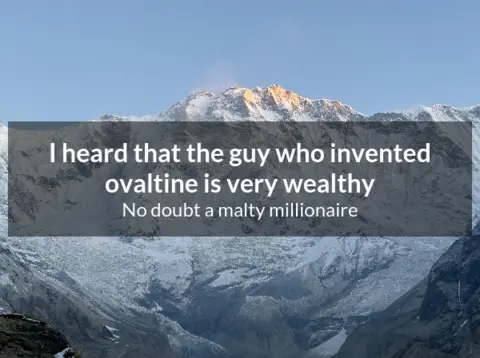 I heard that the guy who invented
ovaltine is very wealthy
No doubt a malty millionaire